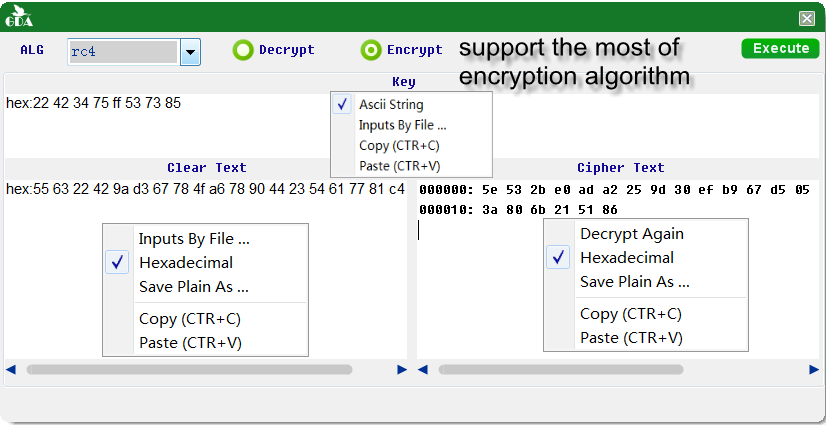 GDA
ALG rc4 Decrypt Encrypt support the most of Execute
encryption algorithm
Key
hex:22 42 34 75 ff 53 73 85
Ascii String
Inputs By File ...
Copy (CTR+C)
Paste (CTR+V)
Clear Text
hex:55 63 22 42 9a d3 67 78 4f a6 78 90 44 23 54 61 77 81 c4
Inputs By File ...
Hexadecimal
Save Plain As ...
Copy (CTR+C)
Paste (CTR+V)
Cipher Text
000000: 5e 53 2b e0 ad a2 25 9d 30 ef b9 67 d5 05
000010: 3a 80 6b 21 51 86
Decrypt Again
Hexadecimal
Save Plain As ...
Copy (CTR+C)
Paste (CTR+V)